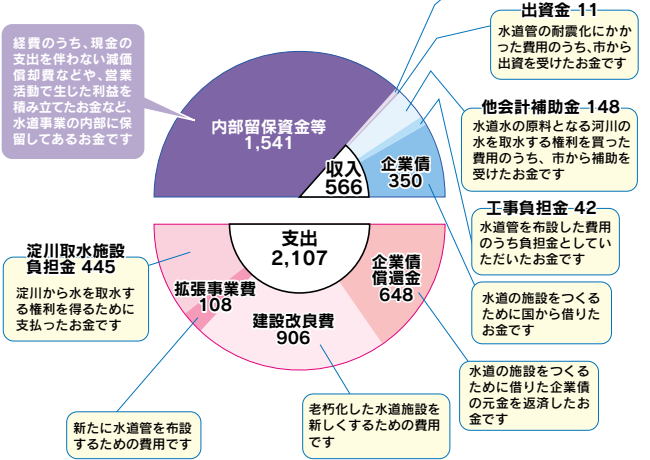 出資金 11
水道管の耐震化にかか
った費用のうち、市から
出資を受けたお金です
経費のうち、現金の
支出を伴わない減価
償却費などや、営業
活動で生じた利益を
積み立てたお金など、
水道事業の内部に保
留してあるお金です
他会計補助金 148
水道水の原料となる河川の
水を取水する権利を買った
費用のうち、市から補助を
受けたお金です
内部留保資金等
1,541
収入
566
企業債
350
工事負担金 42
水道管を布設した費用
のうち負担金としてい
ただいたお金です
支出
2,107
淀川取水施設
負担金 445
淀川から水を取水す
る権利を得るために
支払ったお金です
拡張事業費
108
建設改良費
906
企業債
償還金
648
水道の施設をつくる
ために国から借りた
お金です
水道の施設をつくる
ために借りた企業債
の元金を返済したお
金です
新たに水道管を布設
するための費用です
老朽化した水道施設を
新しくするための費用
です